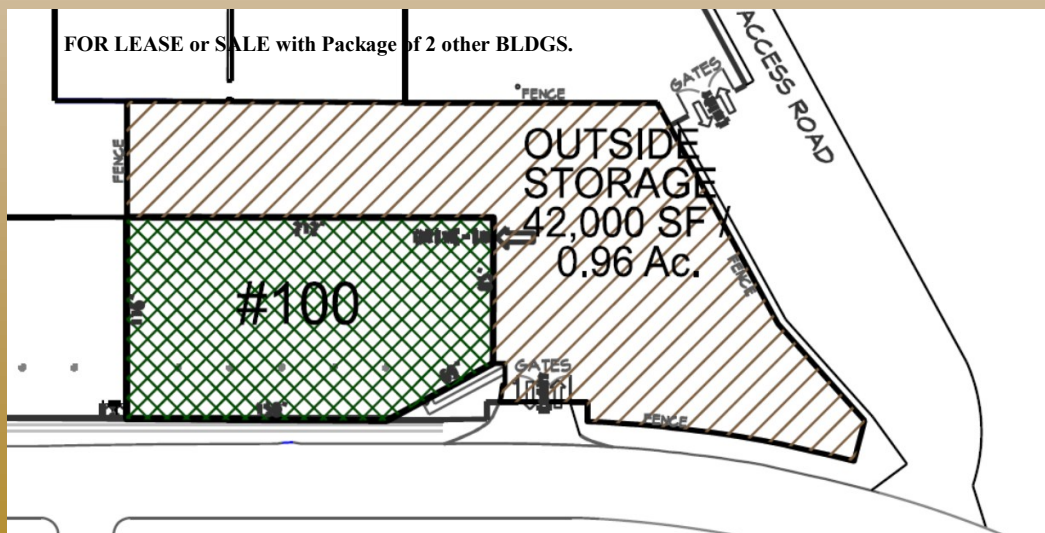 FOR LEASE or SALE with Package of 2 other BLDGS.
ACCESS ROAD
GATES
FENCE
FENCE
OUTSIDE
STORAGE
42,000 SF /
0.96 Ac.
#100
FENCE
GATES
FENCE